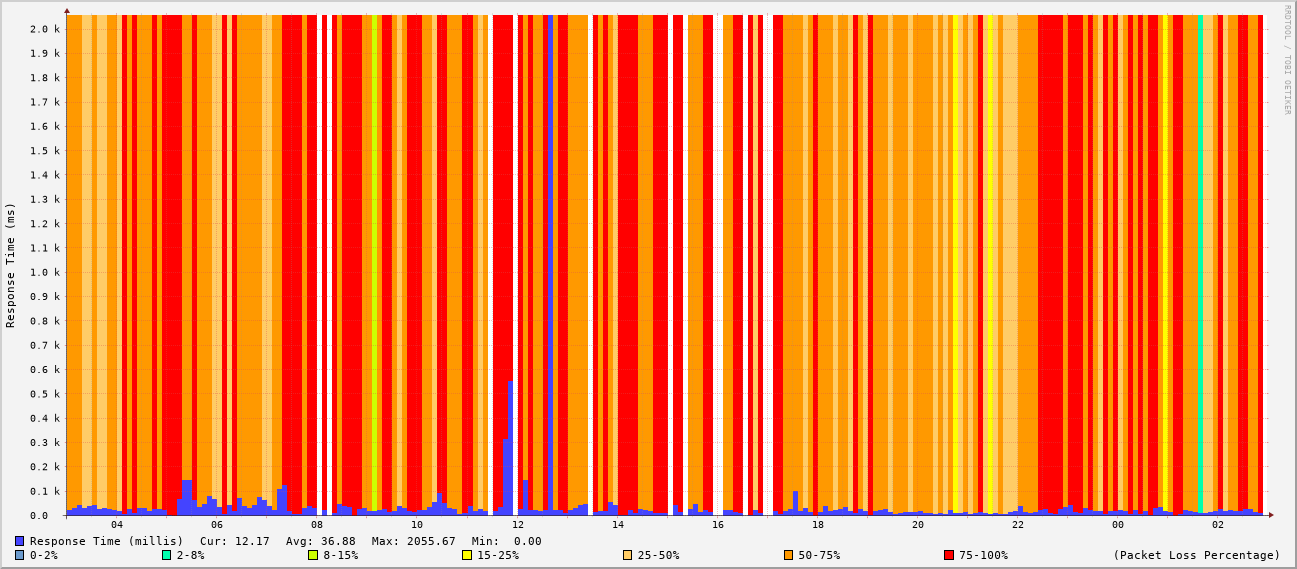 RRDTOOL / TOBI OETIKER
Response Time (ms)
2.0 k
1.9 k
1.8 k
1.7 k
1.6 k
1.5 k
1.4 k
1.3 k
1.2 k
1.1 k
1.0 k
0.9 k
0.8 k
0.7 k
0.6 k
0.5 k
0.4 k
0.3 k
0.2 k
0.1 k
0.0
04 06 08 10 12 14 16 18 20 22 00 02
Response Time (millis) Cur: 12.17 Avg: 36.88 Max: 2055.67 Min: 0.00
0-2% 2-8% 8-15% 15-25% 25-50% 50-75% 75-100% (Packet Loss Percentage)